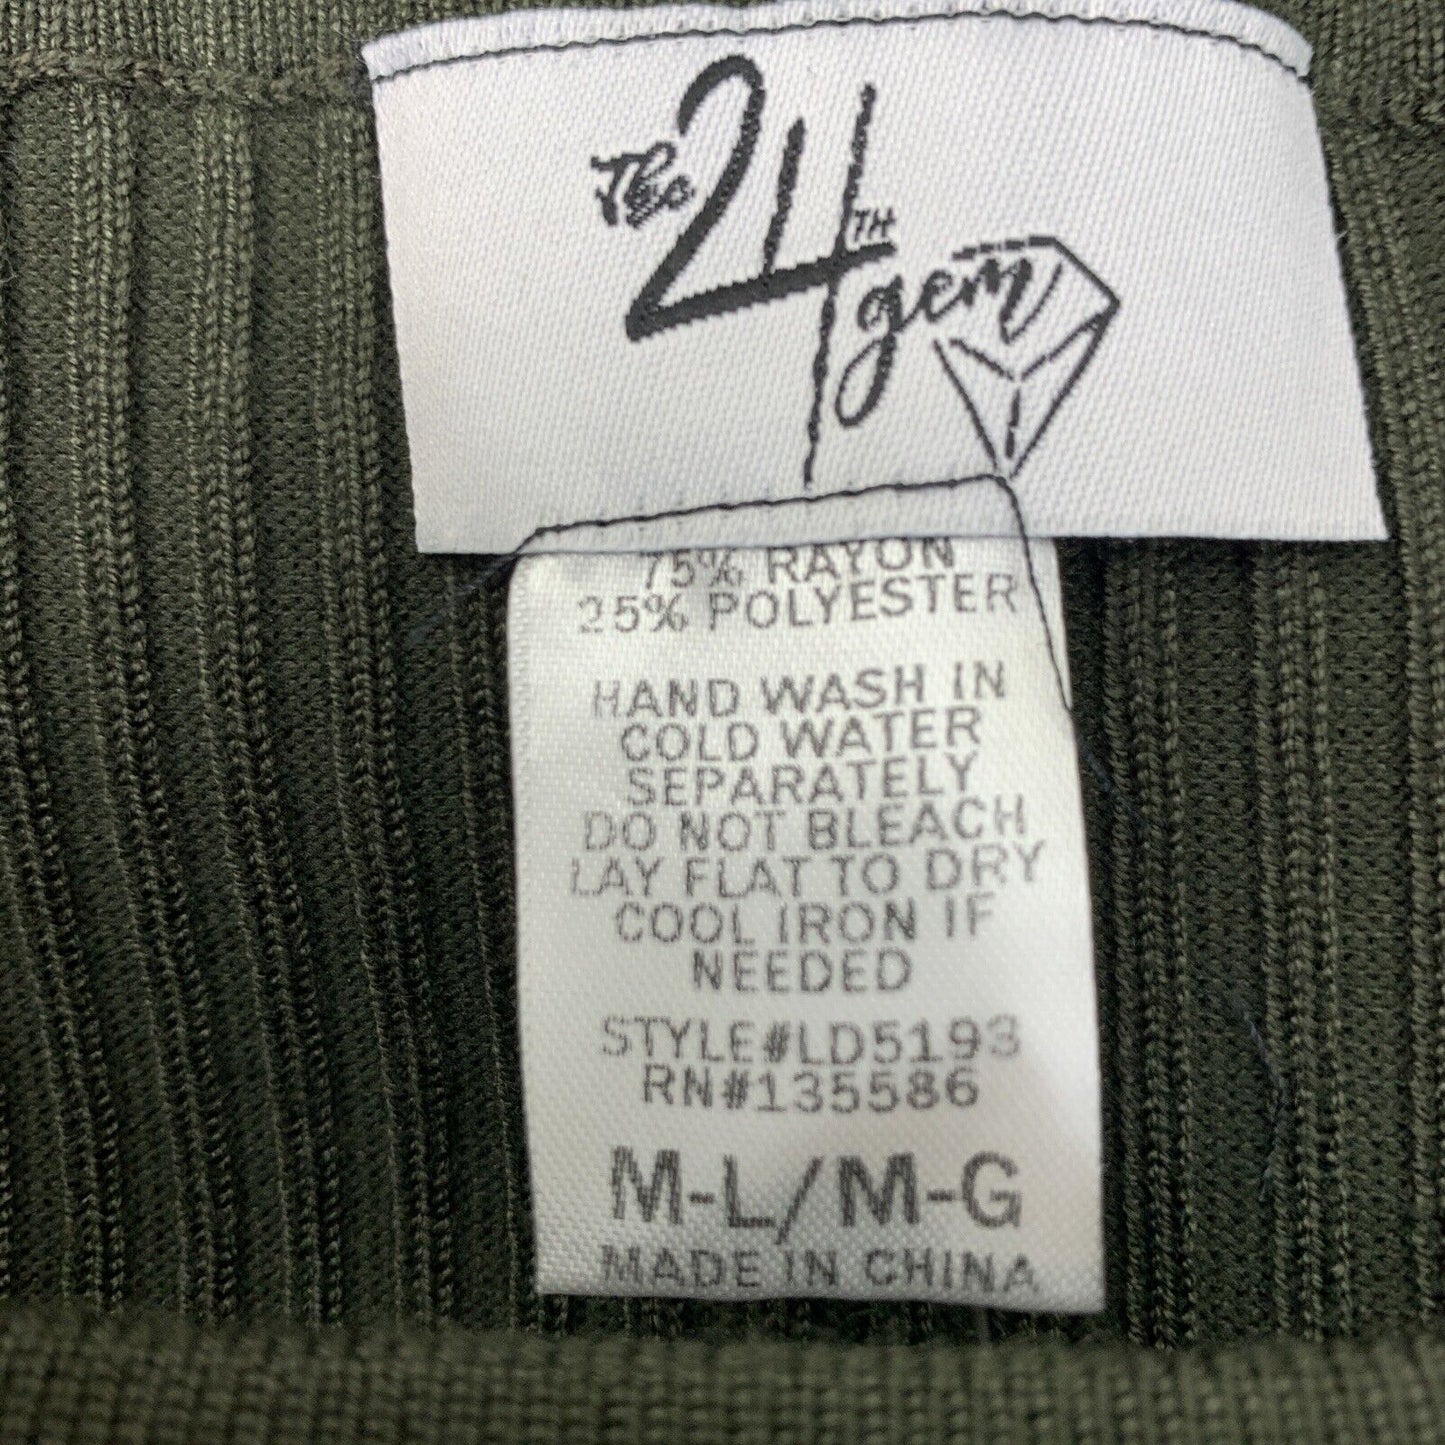 The 24TH gem
75% RAYON
25% POLYESTER
HAND WASH IN
COLD WATER
SEPARATELY
DO NOT BLEACH
LAY FLAT TO DRY
COOL IRON IF
NEEDED
STYLE#LD5193
RN#135586
M-L/M-G
MADE IN CHINA